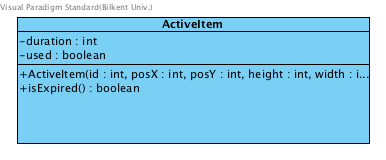 Visual Paradigm Standard(Bilkent Univ.)
ActiveItem
-duration : int
-used : boolean
+ActiveItem(id : int, posX : int, posY : int, height : int, width : i...
+isExpired() : boolean